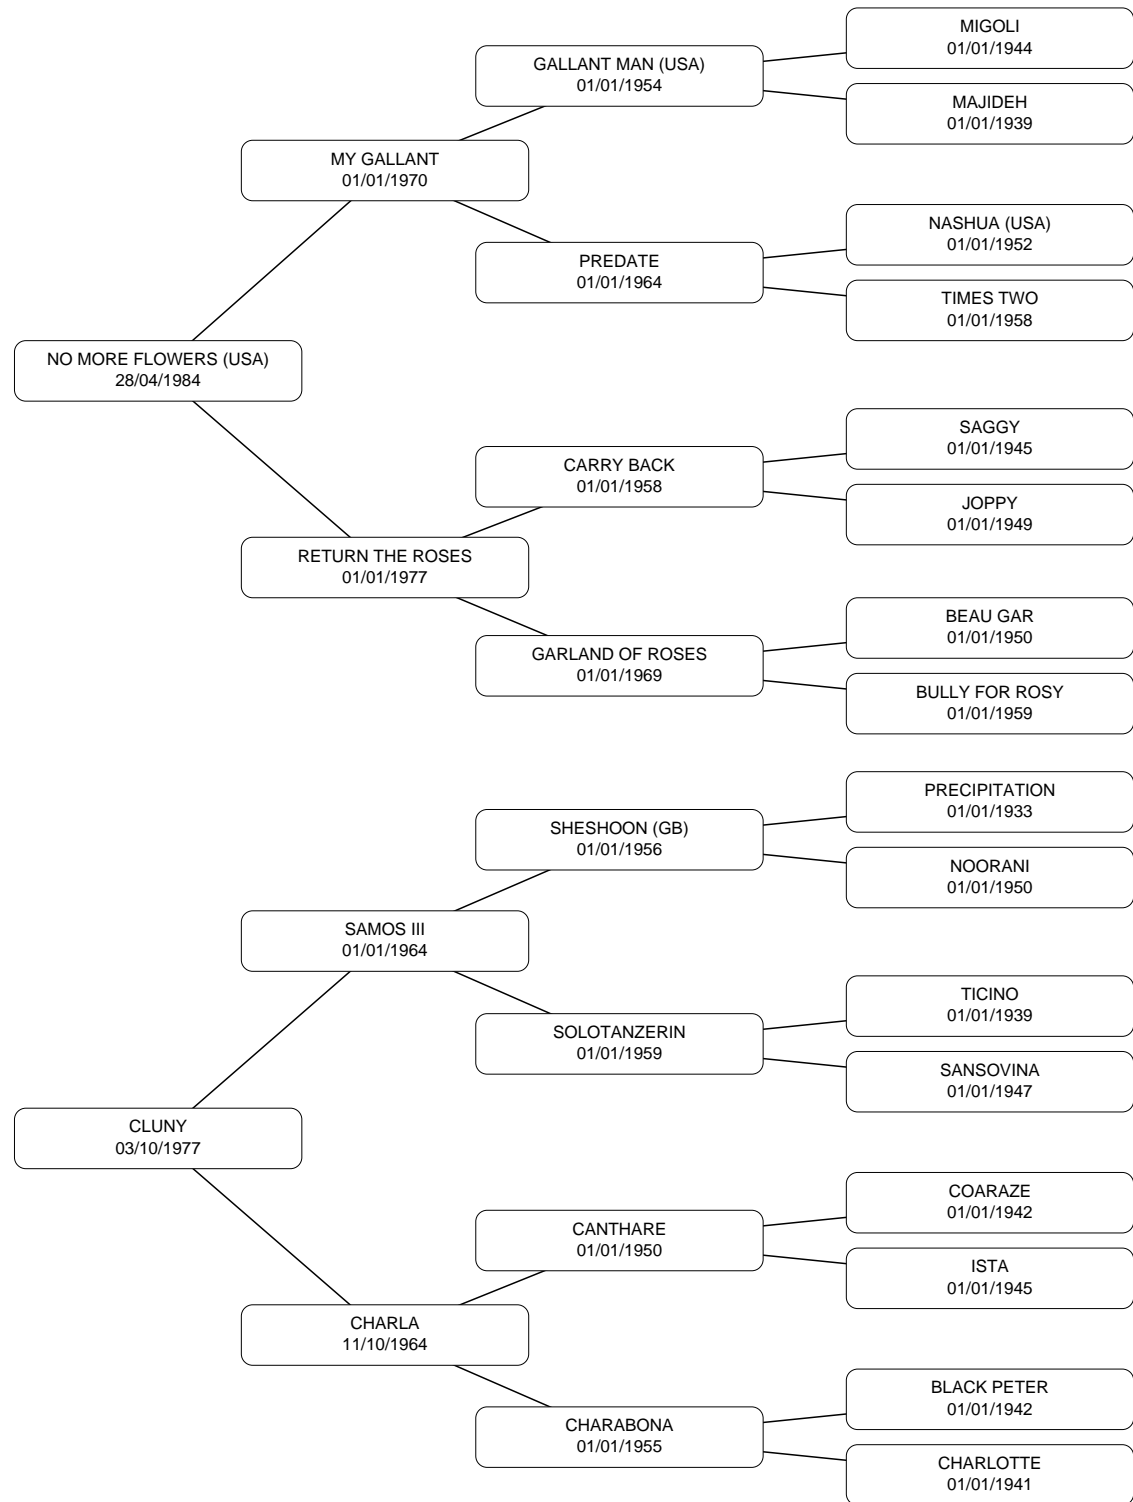 MIGOLI
01/01/1944
GALLANT MAN (USA)
01/01/1954
MAJIDEH
01/01/1939
MY GALLANT
01/01/1970
NASHUA (USA)
01/01/1952
PREDATE
01/01/1964
TIMES TWO
01/01/1958
NO MORE FLOWERS (USA)
28/04/1984
SAGGY
01/01/1945
CARRY BACK
01/01/1958
JOPPY
01/01/1949
RETURN THE ROSES
01/01/1977
BEAU GAR
01/01/1950
GARLAND OF ROSES
01/01/1969
BULLY FOR ROSY
01/01/1959
PRECIPITATION
01/01/1933
SHESHOON (GB)
01/01/1956
NOORANI
01/01/1950
SAMOS III
01/01/1964
TICINO
01/01/1939
SOLOTANZERIN
01/01/1959
SANSOVINA
01/01/1947
CLUNY
03/10/1977
COARAZE
01/01/1942
CANTHARE
01/01/1950
ISTA
01/01/1945
CHARLA
11/10/1964
BLACK PETER
01/01/1942
CHARABONA
01/01/1955
CHARLOTTE
01/01/1941